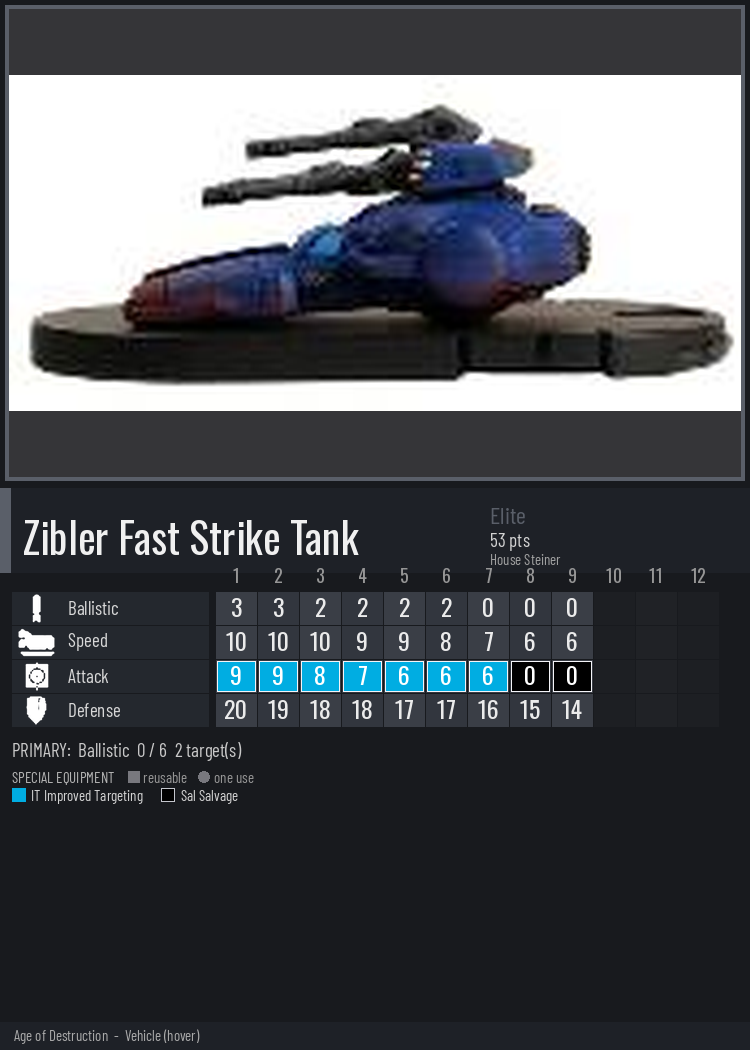 Zibler Fast Strike Tank
Elite
53 pts
House Steiner
1 2 3 4 5 6 7 8 9 10 11 12
Ballistic 3 3 2 2 2 2 0 0 0
Speed 10 10 10 9 9 8 7 6 6
Attack 9 9 8 7 6 6 6 0 0
Defense 20 19 18 18 17 17 16 15 14
PRIMARY: Ballistic 0 / 6 2 target(s)
SPECIAL EQUIPMENT reusable one use
IT Improved Targeting Sal Salvage
Age of Destruction - Vehicle (hover)